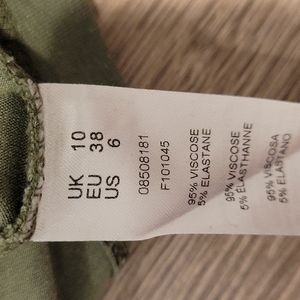 UK 10
EU 38
US 6
08508181
F101045
95% VISCOSE
5% ELASTANE
95% VISCOSE
5% ELASTHANNE
95% VISCOSA
5% ELASTANO